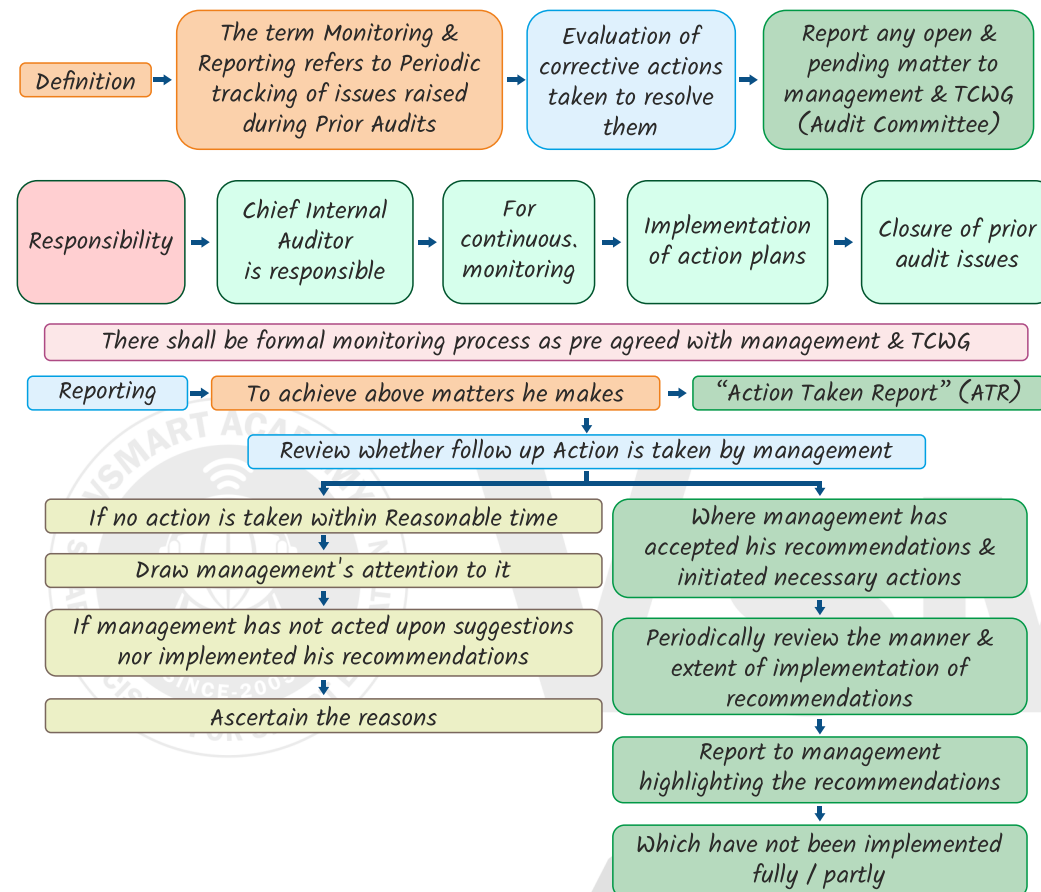 Definition
The term Monitoring &
Reporting refers to Periodic
tracking of issues raised
during Prior Audits
Evaluation of
corrective actions
taken to resolve
them
Report any open &
pending matter to
management & TCWG
(Audit Committee)
Responsibility
Chief Internal
Auditor
is responsible
For
continuous.
monitoring
Implementation
of action plans
Closure of prior
audit issues
There shall be formal monitoring process as pre agreed with management & TCWG
Reporting
To achieve above matters he makes
“Action Taken Report” (ATR)
Review whether follow up Action is taken by management
If no action is taken within Reasonable time
Draw management's attention to it
If management has not acted upon suggestions
nor implemented his recommendations
Ascertain the reasons
Where management has
accepted his recommendations &
initiated necessary actions
Periodically review the manner &
extent of implementation of
recommendations
Report to management
highlighting the recommendations
Which have not been implemented
fully / partly
SMART ACADEMY
SINCE-2005